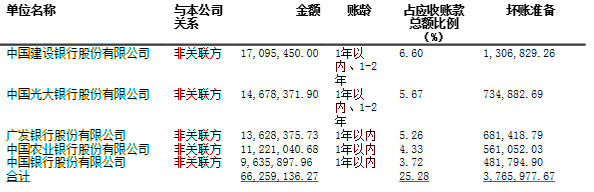 单位名称 与本公司关系 金额 账龄 占应收账款总额比例(%) 坏账准备
中国建设银行股份有限公司 非关联方 17,095,450.00 1年以内、1-2年 6.60 1,306,829.26
中国光大银行股份有限公司 非关联方 14,678,371.90 1年以内、1-2年 5.67 734,882.69
广发银行股份有限公司 非关联方 13,628,375.73 1年以内 5.26 681,418.79
中国农业银行股份有限公司 非关联方 11,221,040.68 1年以内 4.33 561,052.03
中国银行股份有限公司 非关联方 9,635,897.96 1年以内 3.72 481,794.90
合计 66,259,136.27 25.28 3,765,977.67